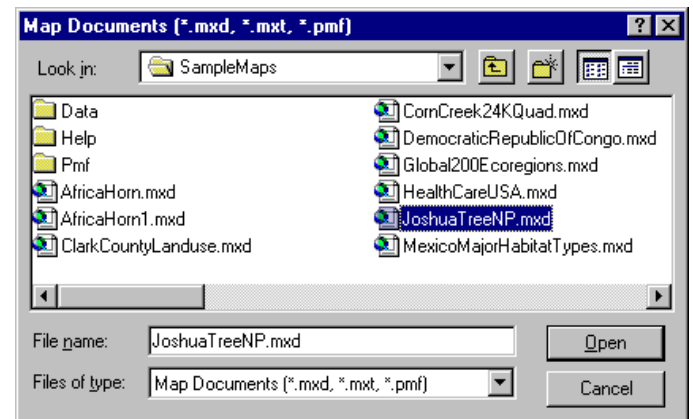 Map Documents (*.mxd, *.mxt, *.pmf)
Look in: SampleMaps
Data
Help
Pmf
AfricaHorn.mxd
AfricaHorn1.mxd
ClarkCountyLanduse.mxd
CornCreek24KQuad.mxd
DemocraticRepublicOfCongo.mxd
Global200Ecoregions.mxd
HealthCareUSA.mxd
JoshuaTreeNP.mxd
MexicoMajorHabitatTypes.mxd
File name: JoshuaTreeNP.mxd Open
Files of type: Map Documents (*.mxd, *.mxt, *.pmf) Cancel